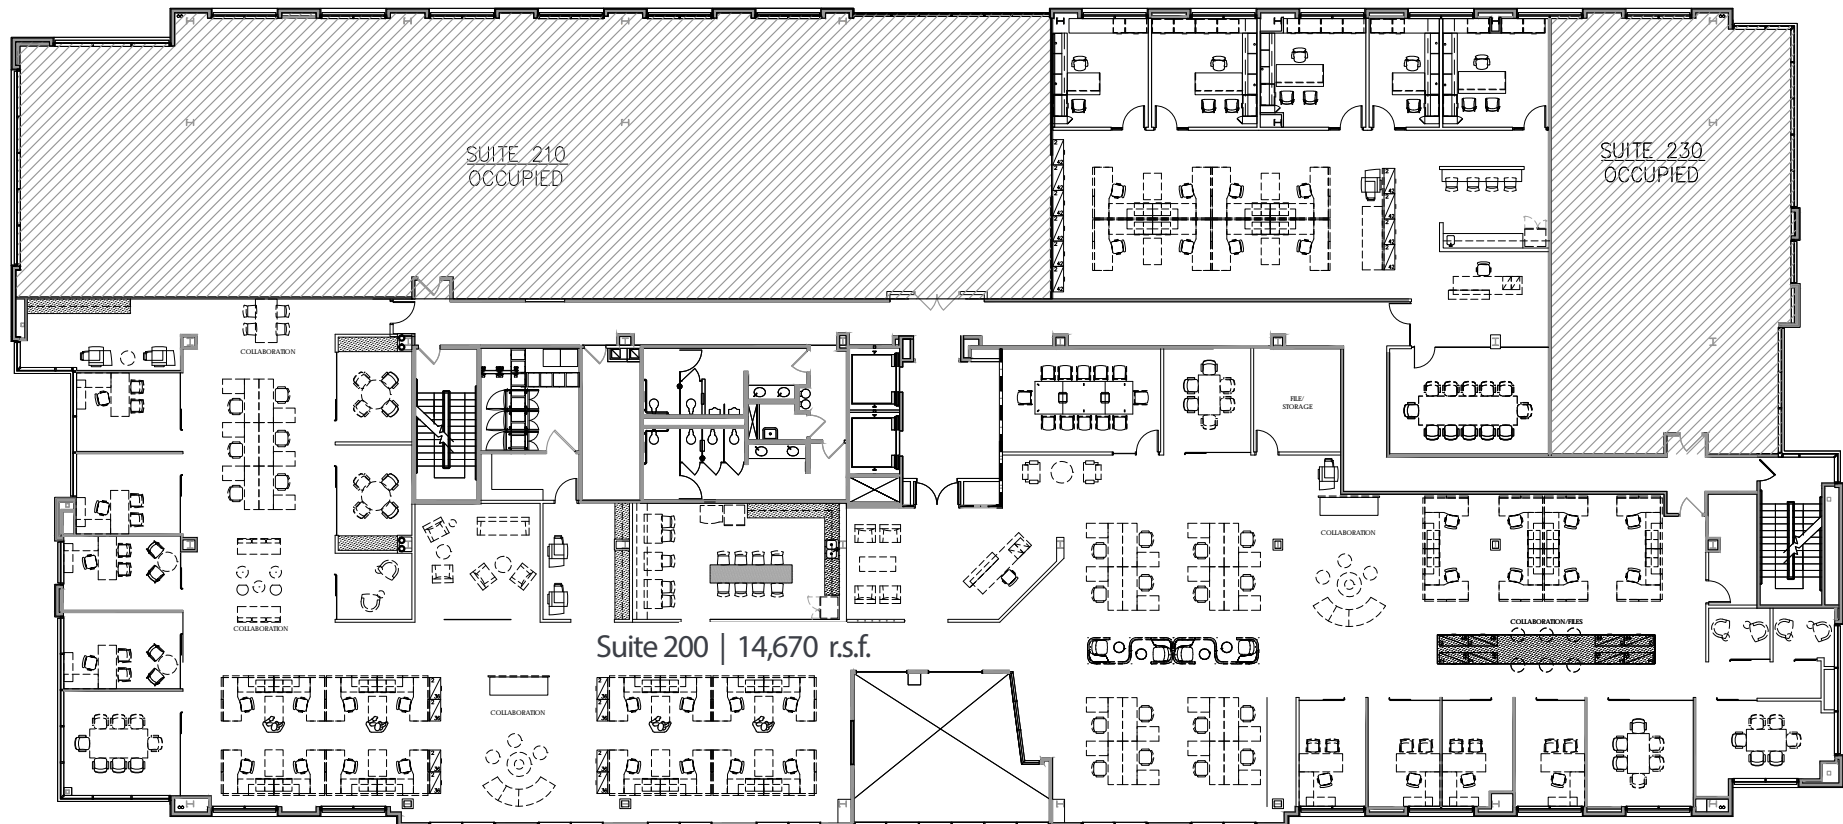 SUITE 210
OCCUPIED
SUITE 230
OCCUPIED
COLLABORATION
FILE/
STORAGE
COLLABORATION
COLLABORATION
COLLABORATION/FILES
Suite 200 | 14,670 r.s.f.
COLLABORATION